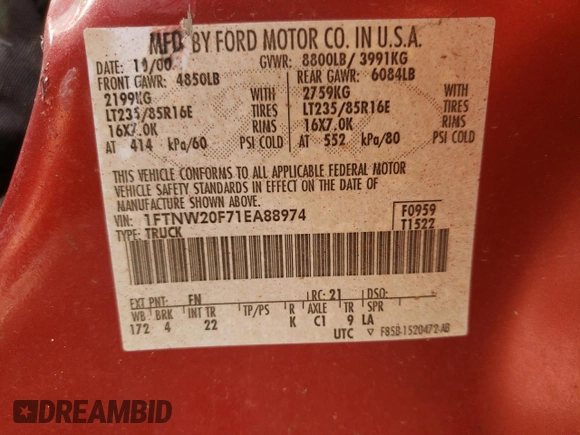 MFD BY FORD MOTOR CO. IN U.S.A.
DATE: 10/00 GVWR: 8800LB/ 3991KG
FRONT GAWR: 4850LB REAR GAWR: 6084LB
2199KG WITH 2759KG WITH
LT235/85R16E TIRES LT235/85R16E TIRES
16X7.0K RIMS 16X7.0K RIMS
AT 414 kPa/60 PSI COLD AT 552 kPa/80 PSI COLD
THIS VEHICLE CONFORMS TO ALL APPLICABLE FEDERAL MOTOR
VEHICLE SAFETY STANDARDS IN EFFECT ON THE DATE OF
MANUFACTURE SHOWN ABOVE.
VIN: 1FTNW20F71EA88974 F0959
TYPE: TRUCK T1522
EXT PNT: FN RC: 21 DSO:
WB BRK INT TR TP/PS R AXLE TR SPR
172 4 22 K C1 9 LA
UTC ▽ F85B-1520472-AB
DREAMBID